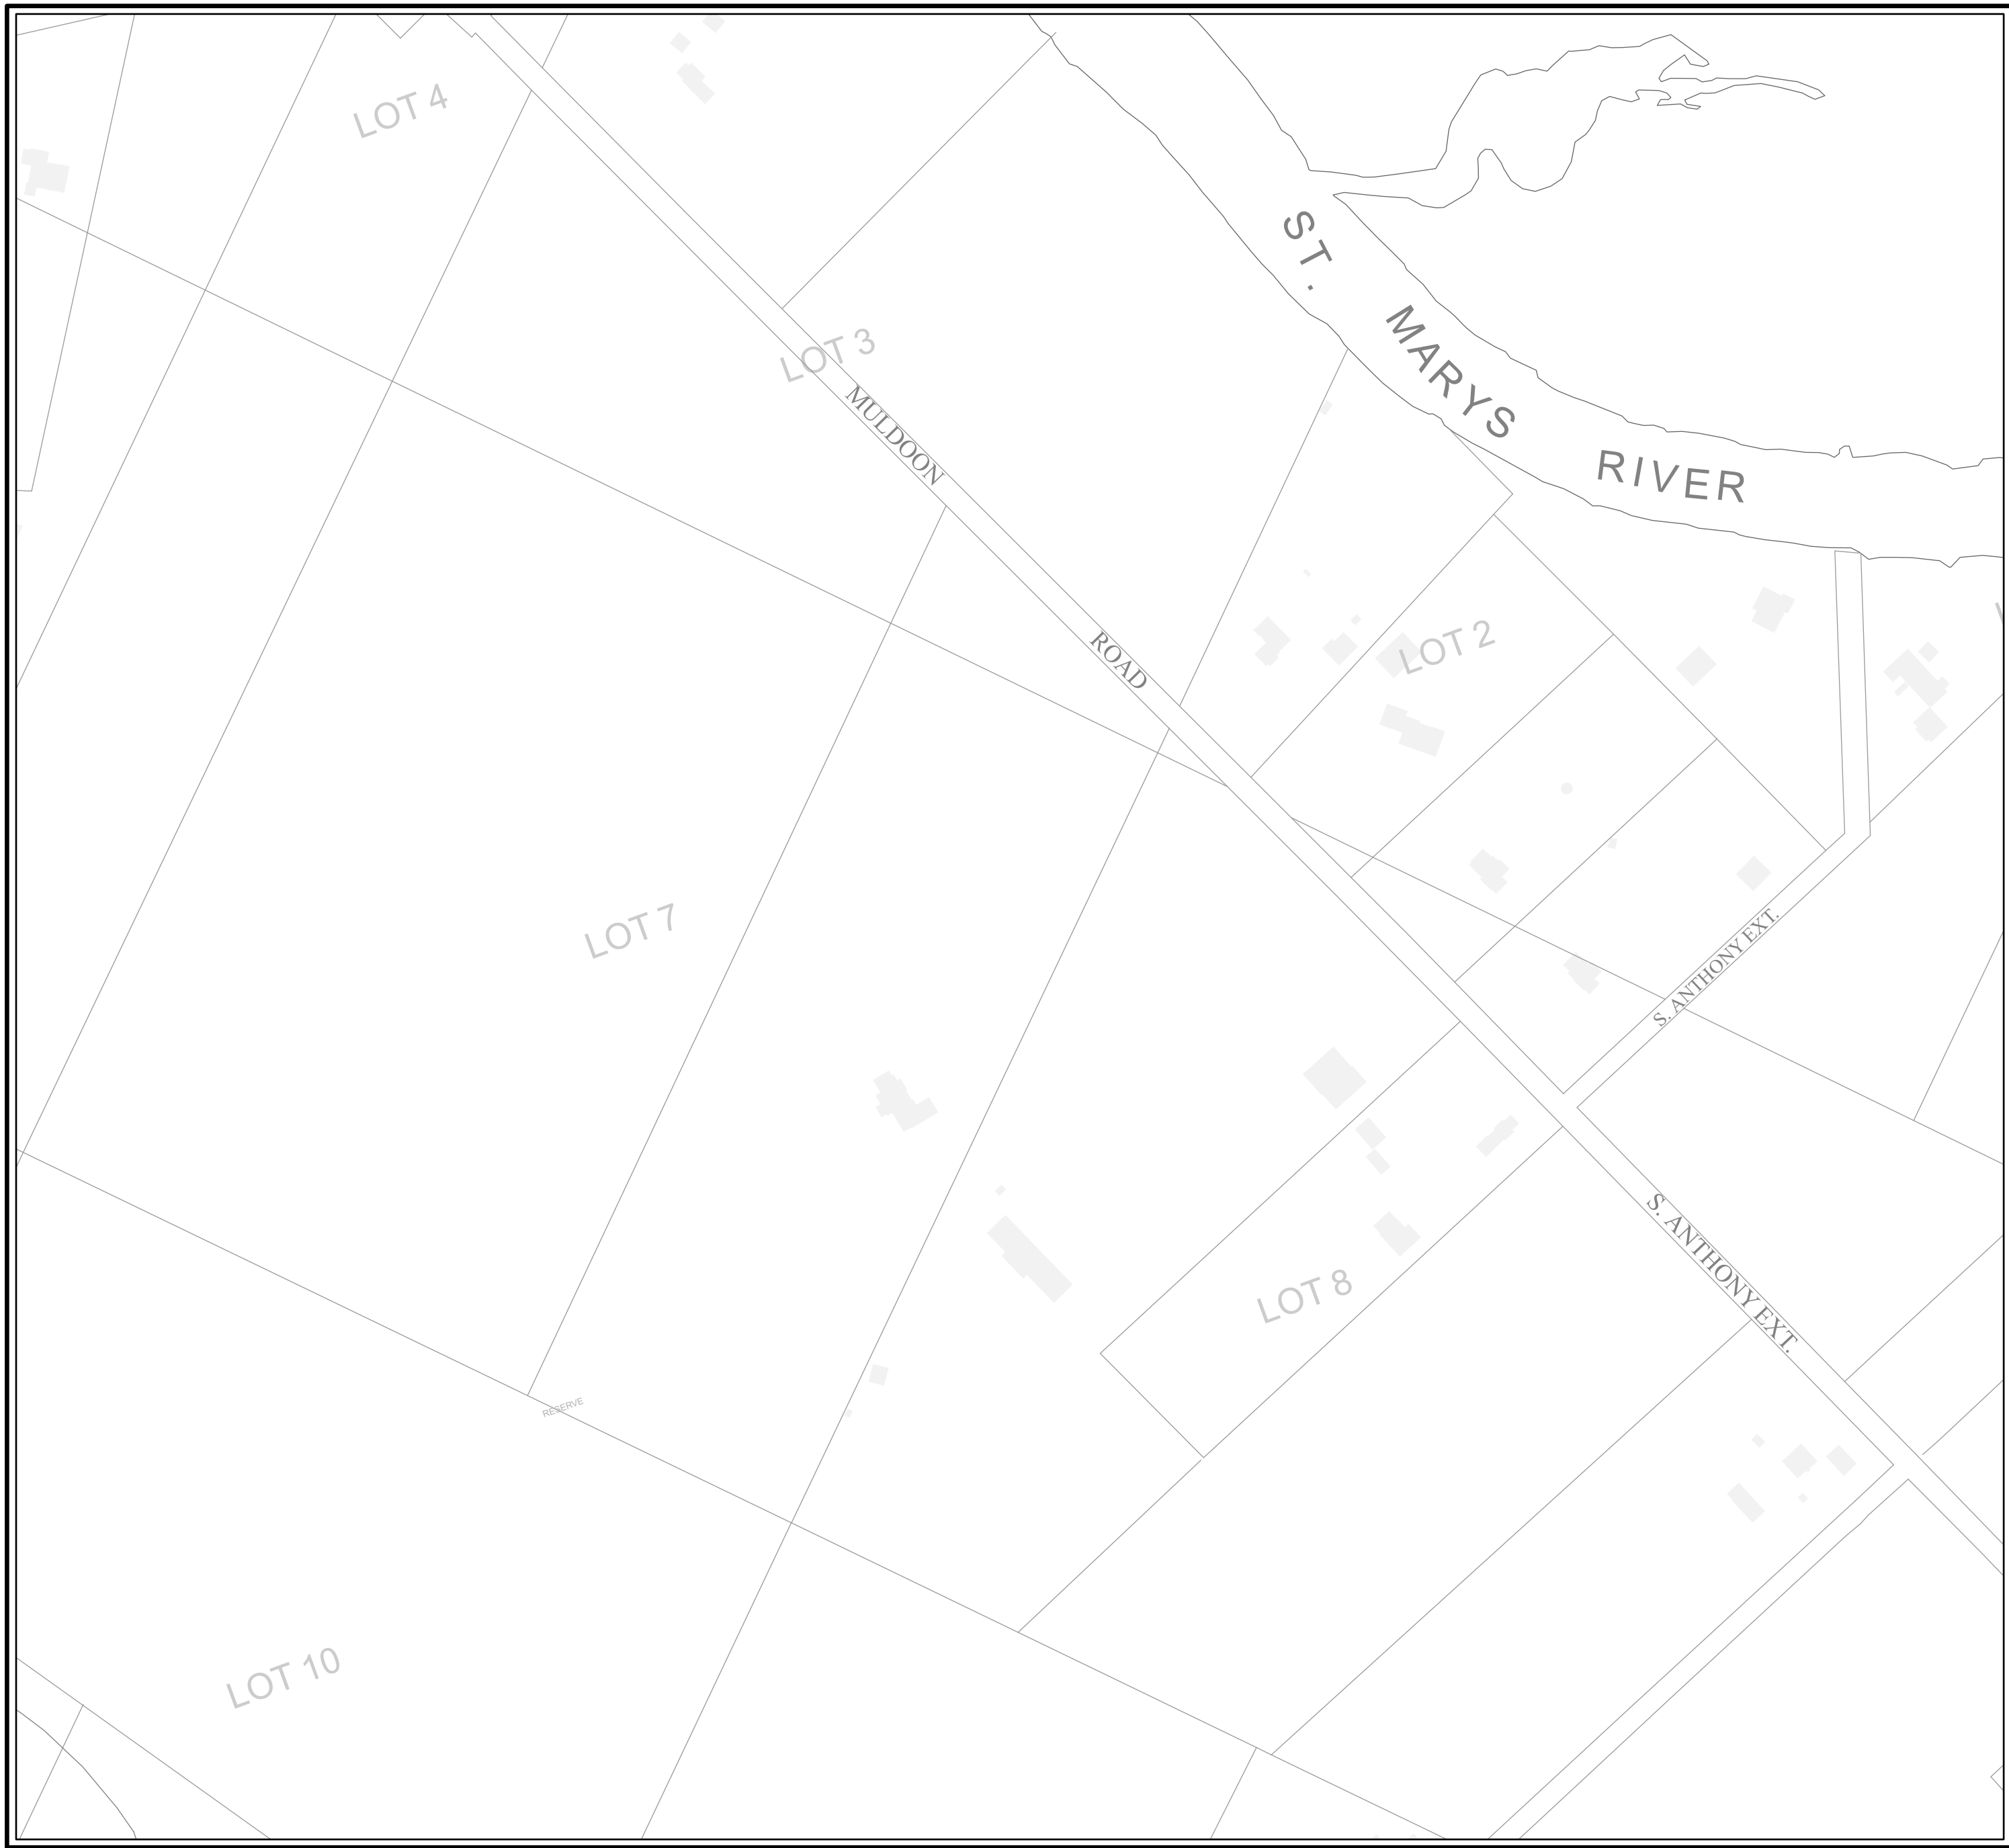 LOT 4
ST. MARYS RIVER
LOT 3
MULDOON ROAD
LOT 2
LOT 7
S. ANTHONY EXT.
S. ANTHONY EXT.
LOT 8
RESERVE
LOT 10